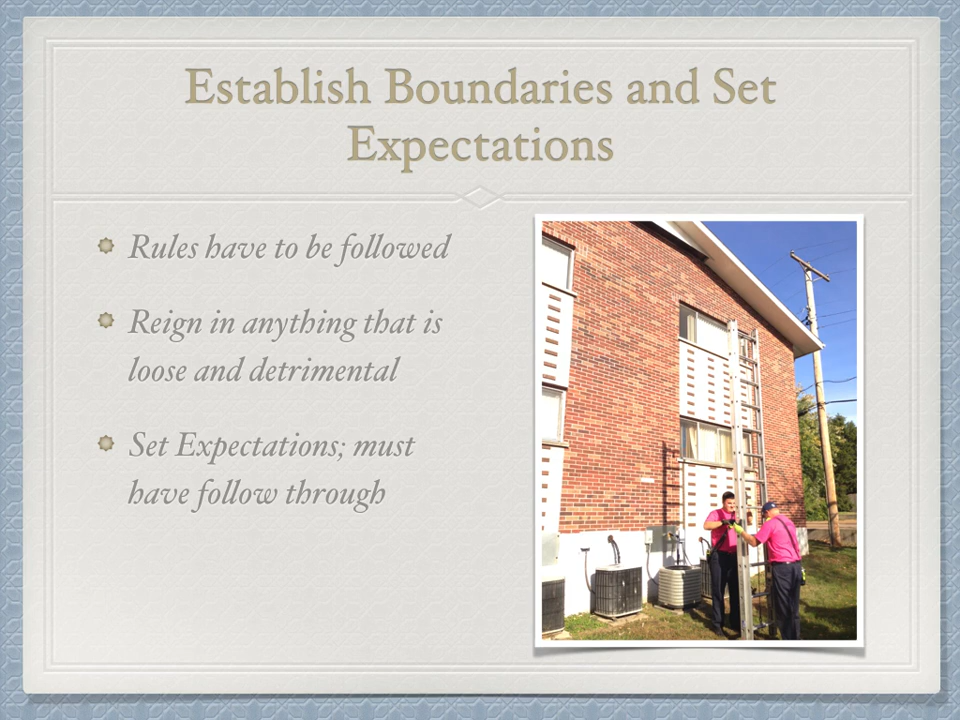 Establish Boundaries and Set
Expectations
Rules have to be followed
Reign in anything that is
loose and detrimental
Set Expectations; must
have follow through